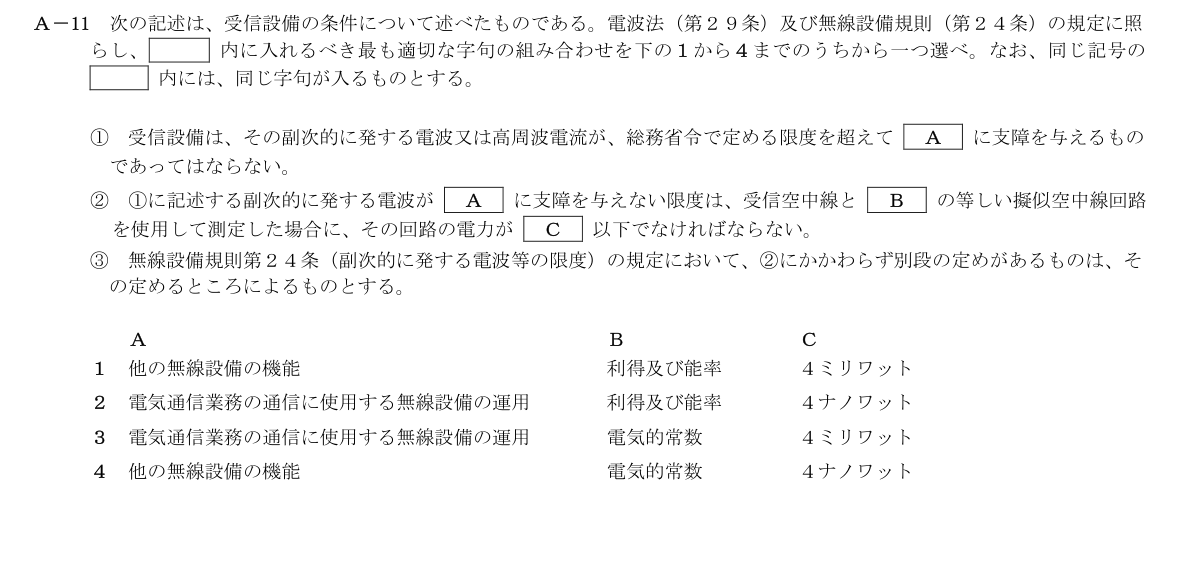 A－11 次の記述は、受信設備の条件について述べたものである。電波法（第２９条）及び無線設備規則（第２４条）の規定に照
らし、 内に入れるべき最も適切な字句の組み合わせを下の１から４までのうちから一つ選べ。なお、同じ記号の
内には、同じ字句が入るものとする。
① 受信設備は、その副次的に発する電波又は高周波電流が、総務省令で定める限度を超えて A に支障を与えるもの
であってはならない。
② ①に記述する副次的に発する電波が A に支障を与えない限度は、受信空中線と B の等しい擬似空中線回路
を使用して測定した場合に、その回路の電力が C 以下でなければならない。
③ 無線設備規則第２４条（副次的に発する電波等の限度）の規定において、②にかかわらず別段の定めがあるものは、そ
の定めるところによるものとする。
A B C
1 他の無線設備の機能 利得及び能率 ４ミリワット
2 電気通信業務の通信に使用する無線設備の運用 利得及び能率 ４ナノワット
3 電気通信業務の通信に使用する無線設備の運用 電気的常数 ４ミリワット
4 他の無線設備の機能 電気的常数 ４ナノワット